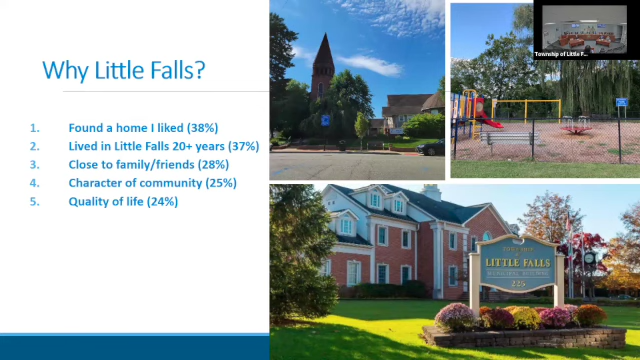 Why Little Falls?
1. Found a home I liked (38%)
2. Lived in Little Falls 20+ years (37%)
3. Close to family/friends (28%)
4. Character of community (25%)
5. Quality of life (24%)
Township of Little F...
TOWNSHIP
LITTLE FALLS
225